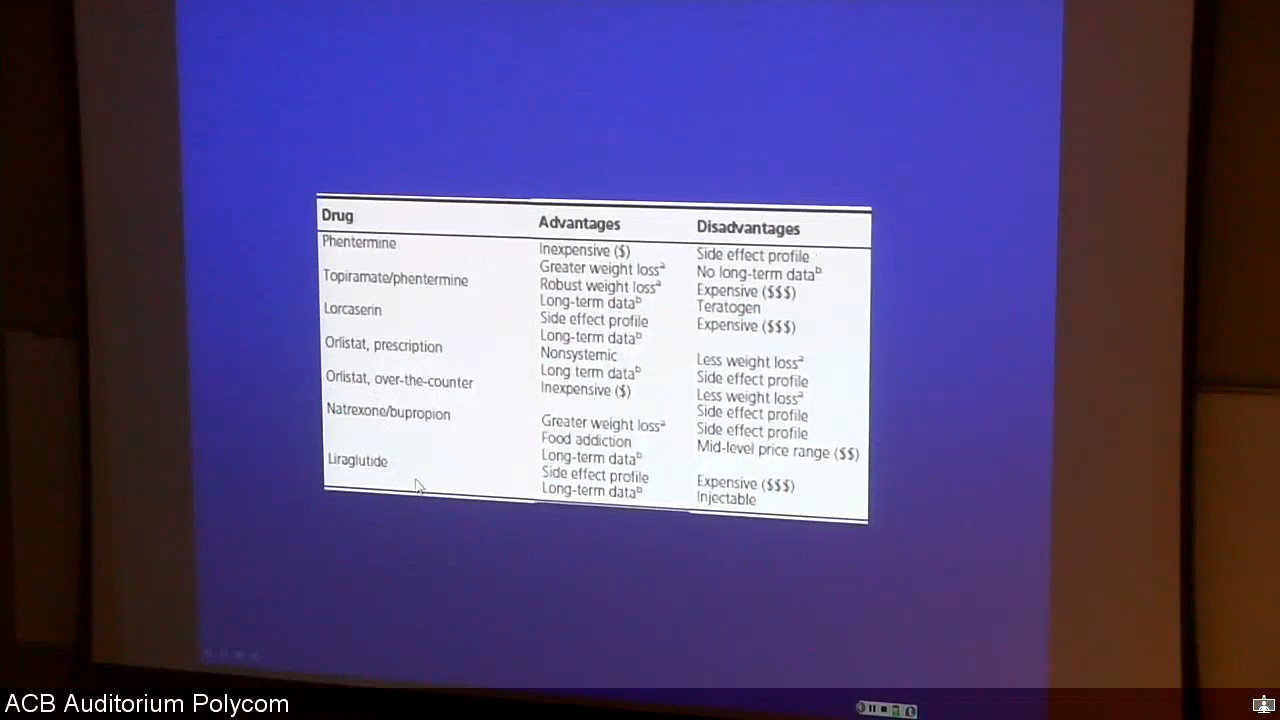 Drug Advantages Disadvantages
Phentermine Inexpensive ($) Side effect profile
Greater weight lossᵃ No long-term dataᵇ
Topiramate/phentermine Robust weight lossᵃ Expensive ($$$)
Long-term dataᵇ Teratogen
Lorcaserin Side effect profile Expensive ($$$)
Long-term dataᵇ
Orlistat, prescription Nonsystemic Less weight lossᵃ
Long term dataᵇ Side effect profile
Orlistat, over-the-counter Inexpensive ($) Less weight lossᵃ
Side effect profile
Natrexone/bupropion Greater weight lossᵃ Side effect profile
Food addiction Mid-level price range ($$)
Long-term dataᵇ
Liraglutide Side effect profile Expensive ($$$)
Long-term dataᵇ Injectable
ACB Auditorium Polycom